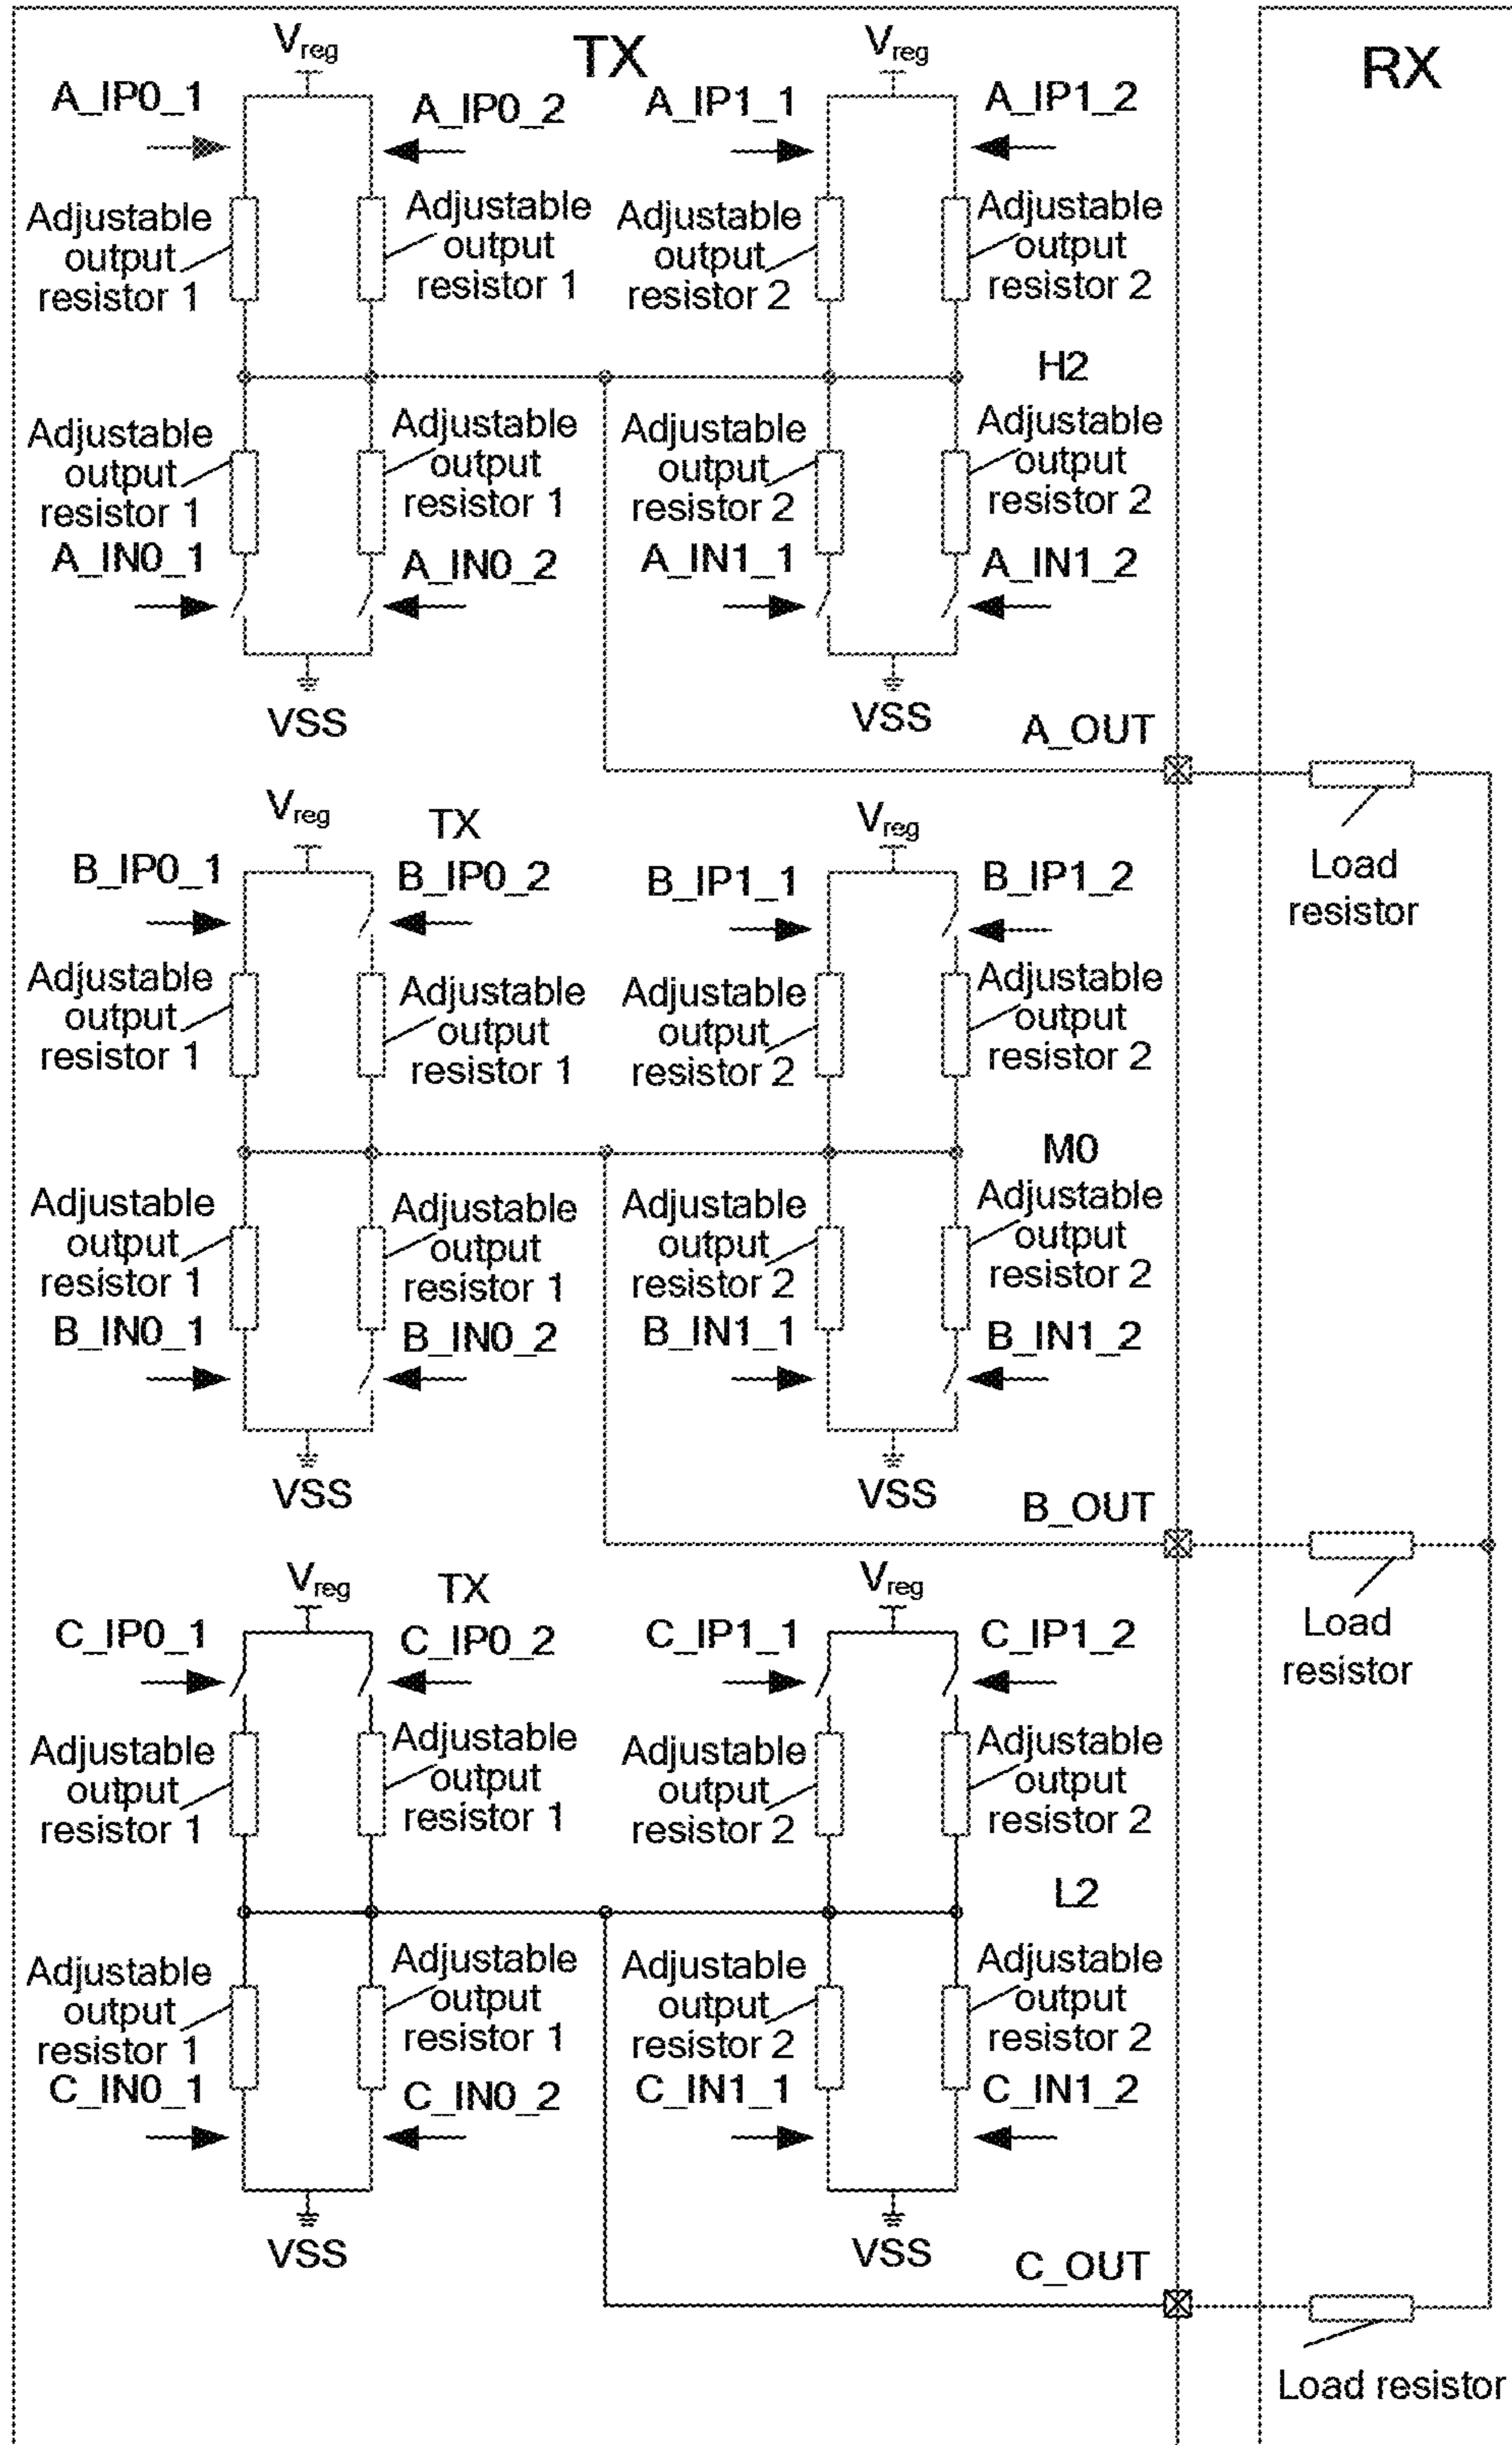 TX
RX
Vreg
Vreg
A_IP0_1
A_IP0_2
A_IP1_1
A_IP1_2
Adjustable
output
resistor 1
Adjustable
output
resistor 1
Adjustable
output
resistor 2
Adjustable
output
resistor 2
H2
Adjustable
output
resistor 1
Adjustable
output
resistor 1
Adjustable
output
resistor 2
Adjustable
output
resistor 2
A_IN0_1
A_IN0_2
A_IN1_1
A_IN1_2
VSS
VSS
A_OUT
Load
resistor
Vreg
TX
Vreg
B_IP0_1
B_IP0_2
B_IP1_1
B_IP1_2
Adjustable
output
resistor 1
Adjustable
output
resistor 1
Adjustable
output
resistor 2
Adjustable
output
resistor 2
M0
Adjustable
output
resistor 1
Adjustable
output
resistor 1
Adjustable
output
resistor 2
Adjustable
output
resistor 2
B_IN0_1
B_IN0_2
B_IN1_1
B_IN1_2
VSS
VSS
B_OUT
Load
resistor
Vreg
TX
Vreg
C_IP0_1
C_IP0_2
C_IP1_1
C_IP1_2
Adjustable
output
resistor 1
Adjustable
output
resistor 1
Adjustable
output
resistor 2
Adjustable
output
resistor 2
L2
Adjustable
output
resistor 1
Adjustable
output
resistor 1
Adjustable
output
resistor 2
Adjustable
output
resistor 2
C_IN0_1
C_IN0_2
C_IN1_1
C_IN1_2
VSS
VSS
C_OUT
Load resistor